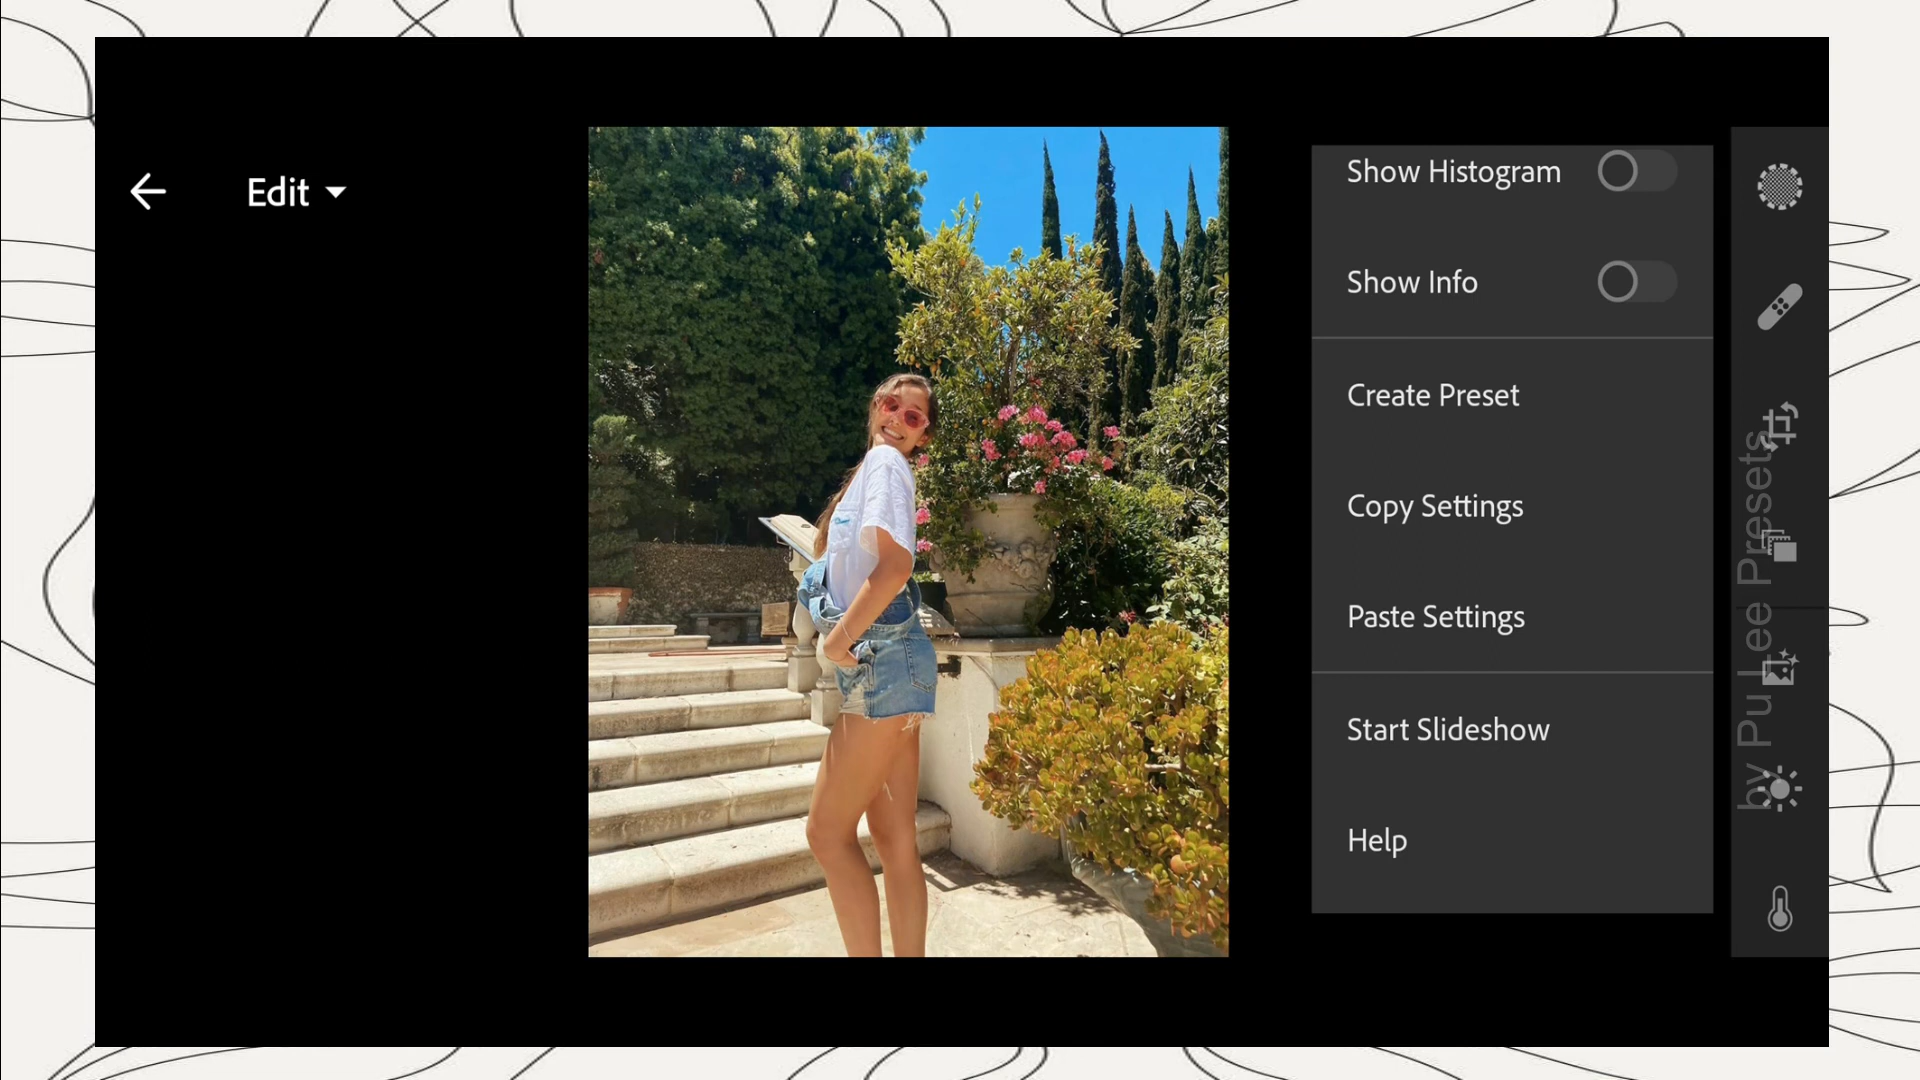 Edit
Show Histogram
Show Info
Create Preset
Copy Settings
Paste Settings
Start Slideshow
Help
by Pu Lee Presets